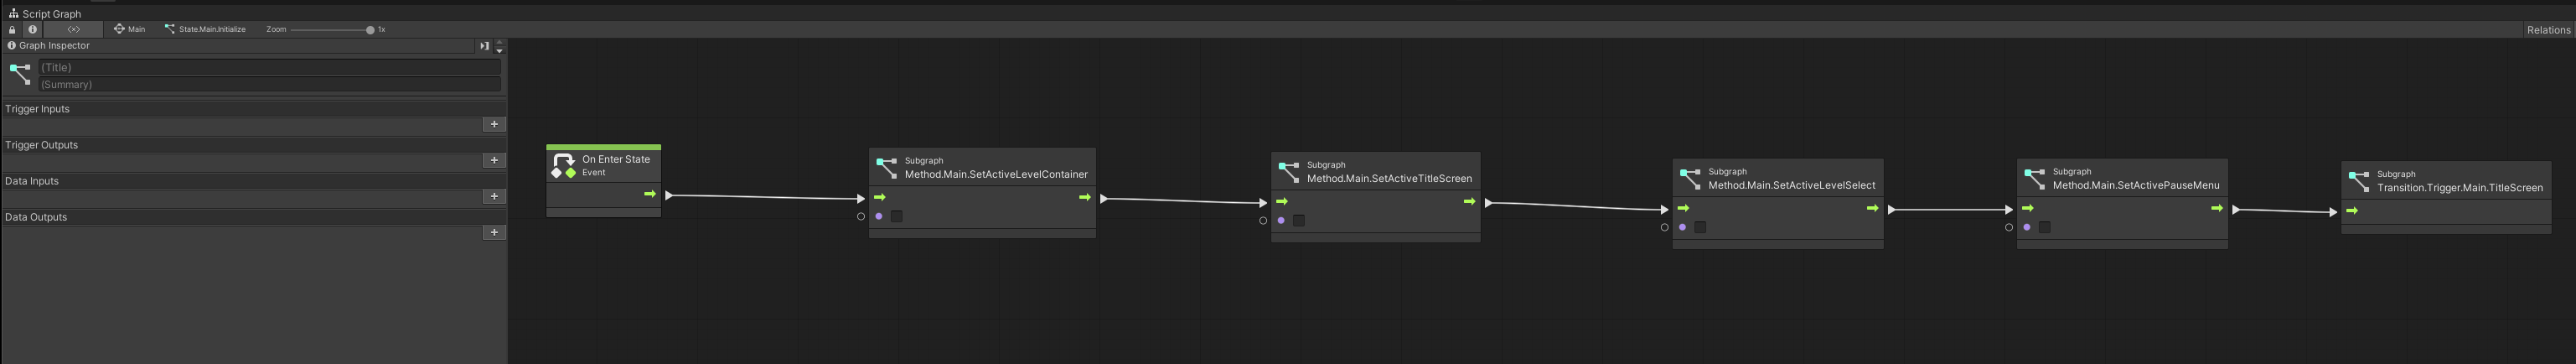 Script Graph
Main State.Main.Initialize Zoom 1x Relations
Graph Inspector
(Title)
(Summary)
Trigger Inputs
+
Trigger Outputs
+
Data Inputs
+
Data Outputs
+
On Enter State
Event
Subgraph
Method.Main.SetActiveLevelContainer
Subgraph
Method.Main.SetActiveTitleScreen
Subgraph
Method.Main.SetActiveLevelSelect
Subgraph
Method.Main.SetActivePauseMenu
Subgraph
Transition.Trigger.Main.TitleScreen